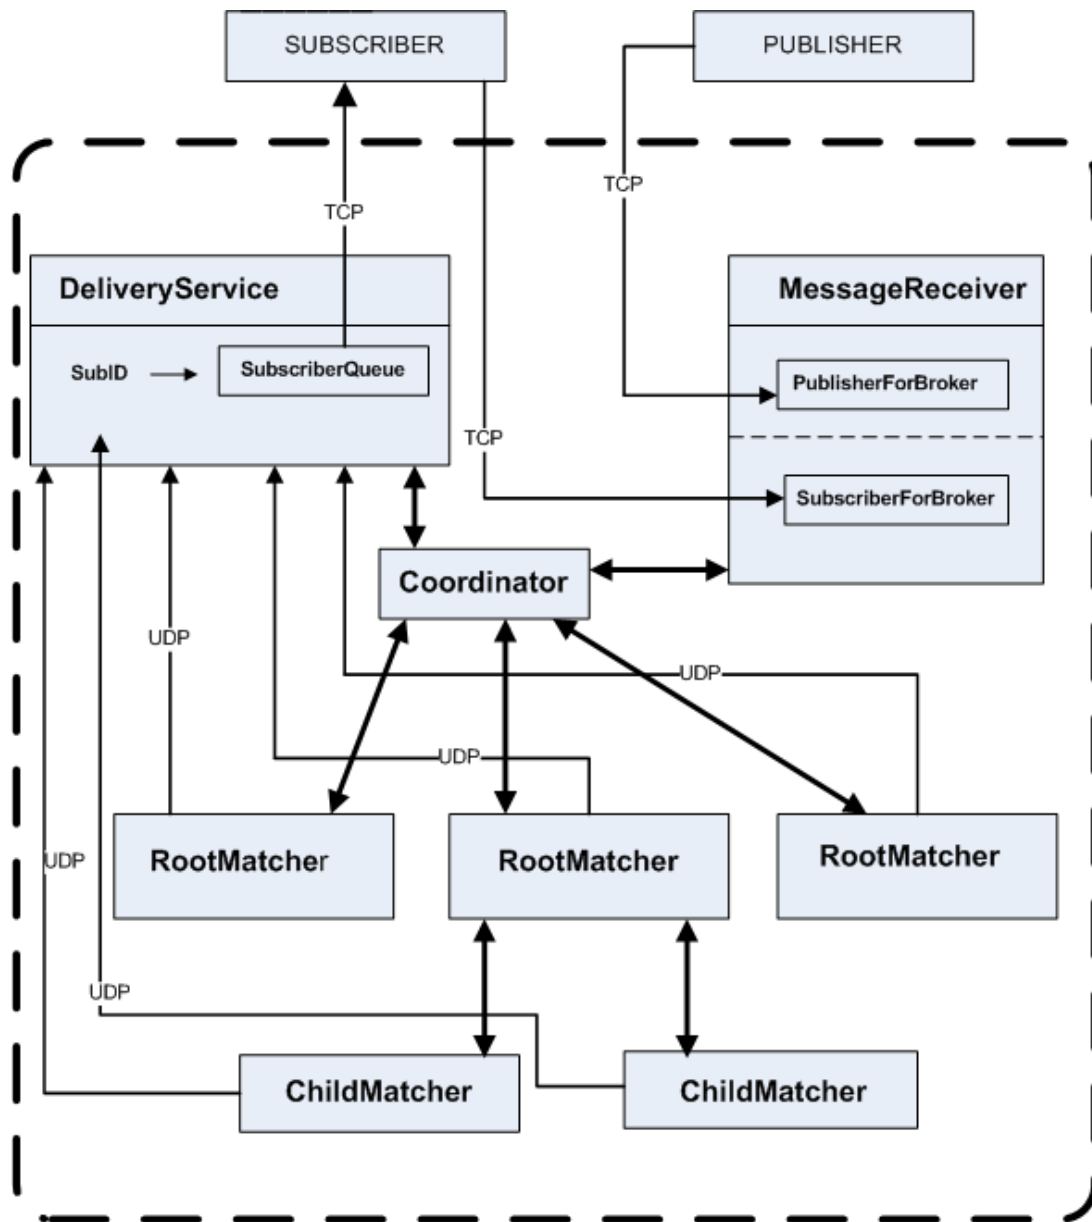 SUBSCRIBER
PUBLISHER
TCP
TCP
DeliveryService
MessageReceiver
SubID
SubscriberQueue
PublisherForBroker
TCP
SubscriberForBroker
Coordinator
UDP
UDP
UDP
RootMatcher
RootMatcher
RootMatcher
UDP
UDP
ChildMatcher
ChildMatcher